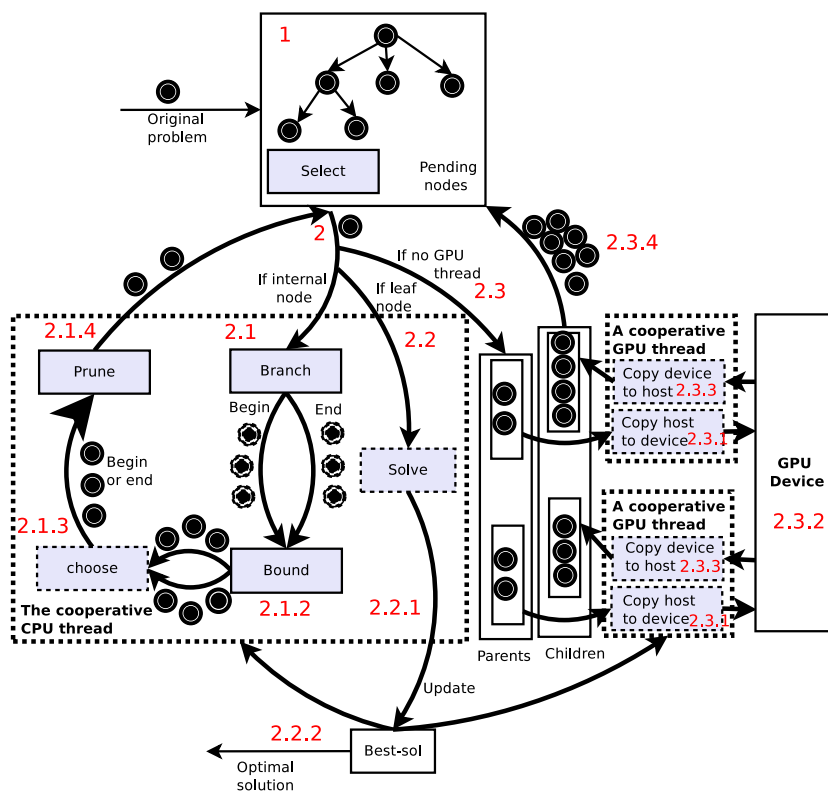 1
Original
problem
Select
Pending
nodes
2
2.3.4
If no GPU
thread
If internal
node
If leaf
node
2.3
2.1.4
2.1
2.2
A cooperative
GPU thread
Prune
Branch
Copy device
to host 2.3.3
Begin
End
Copy host
to device 2.3.1
Begin
or end
Solve
GPU
Device
2.3.2
2.1.3
A cooperative
GPU thread
choose
Bound
Copy device
to host 2.3.3
The cooperative
CPU thread
2.1.2
2.2.1
Copy host
to device 2.3.1
Parents
Children
Update
2.2.2
Best-sol
Optimal
solution